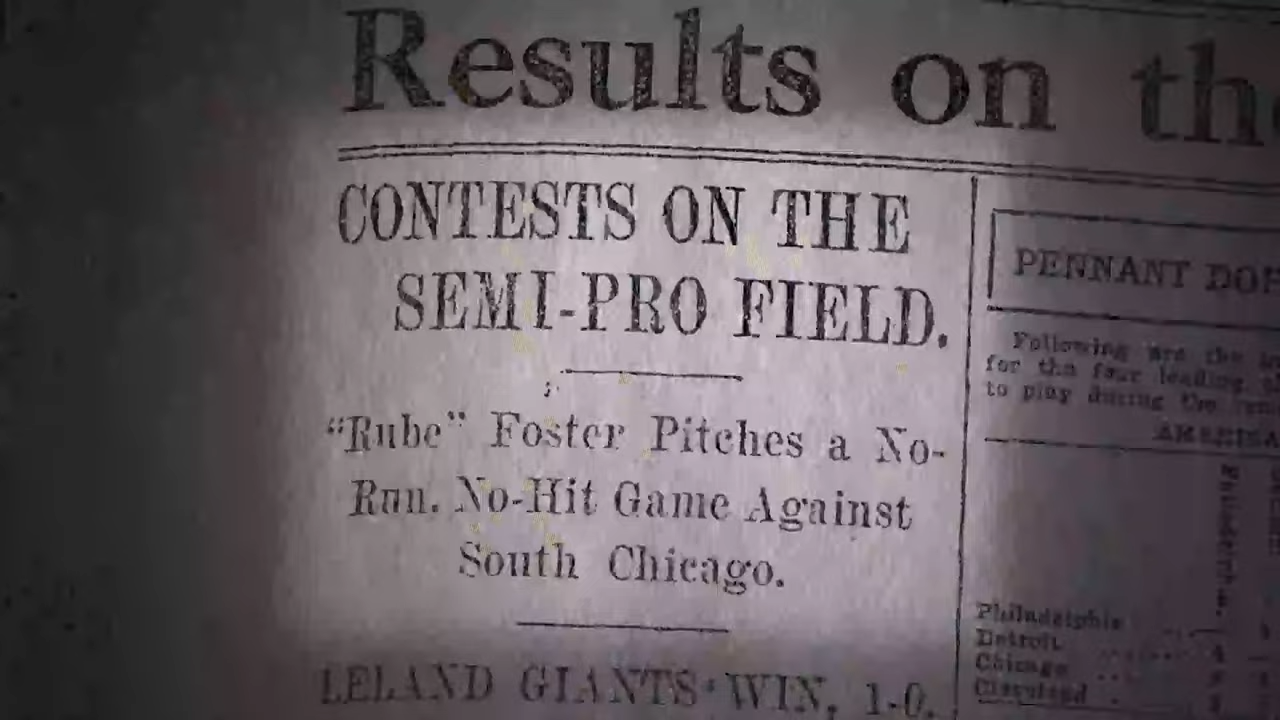 Results on
CONTESTS ON THE
SEMI-PRO FIELD.
"Rube" Foster Pitches a No-
Run, No-Hit Game Against
South Chicago.
LELAND GIANTS WIN, 1-0.
PENNANT
Following are the
for the four leading
to play during the
Philadelphia
Detroit
Chicago
Cleveland